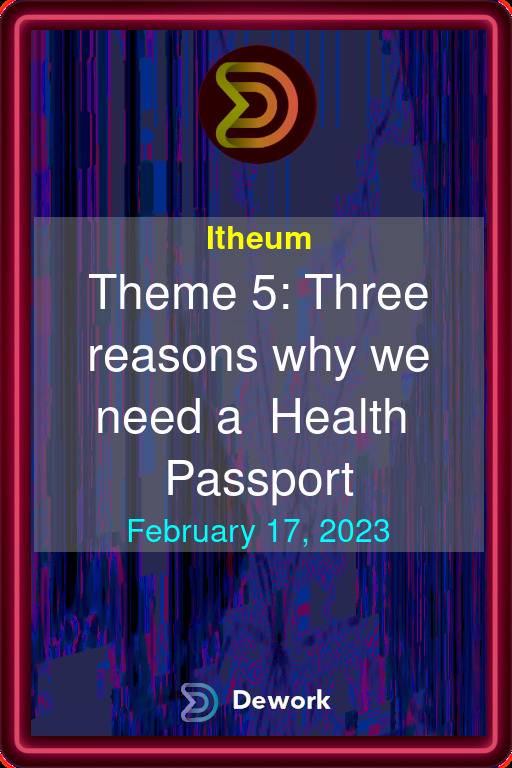 Itheum
Theme 5: Three
reasons why we
need a  Health
Passport
February 17, 2023
Dework